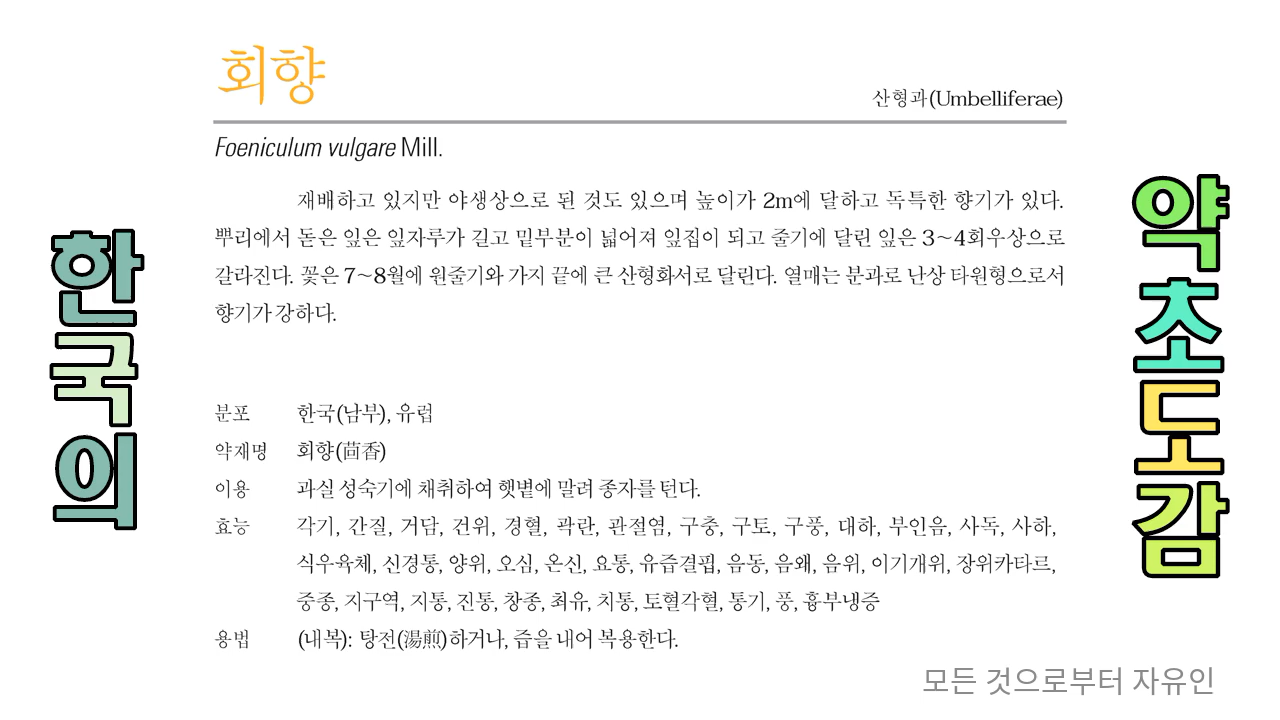 회향
산형과(Umbelliferae)
Foeniculum vulgare Mill.
재배하고 있지만 야생상으로 된 것도 있으며 높이가 2m에 달하고 독특한 향기가 있다.
뿌리에서 돋은 잎은 잎자루가 길고 밑부분이 넓어져 잎집이 되고 줄기에 달린 잎은 3~4회우상으로
갈라진다. 꽃은 7~8월에 원줄기와 가지 끝에 큰 산형화서로 달린다. 열매는 분과로 난상 타원형으로서
향기가 강하다.
분포 한국(남부), 유럽
약재명 회향(茴香)
이용 과실 성숙기에 채취하여 햇볕에 말려 종자를 턴다.
효능 각기, 간질, 거담, 건위, 경혈, 곽란, 관절염, 구충, 구토, 구풍, 대하, 부인음, 사독, 사하,
식우육체, 신경통, 양위, 오심, 온신, 요통, 유즙결핍, 음동, 음왜, 음위, 이기개위, 장위카타르,
중종, 지구역, 지통, 진통, 창종, 최유, 치통, 토혈각혈, 통기, 풍, 흉부냉증
용법 (내복): 탕전(湯煎)하거나, 즙을 내어 복용한다.
한국의
약초도감
모든 것으로부터 자유인